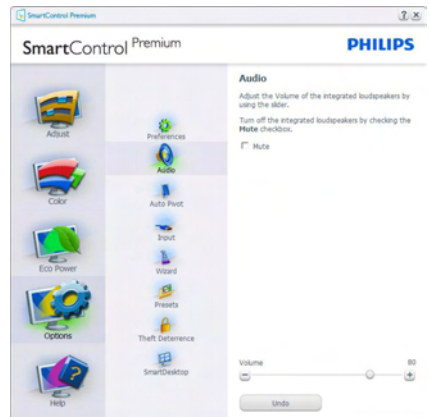 SmartControl Premium
SmartControl Premium
PHILIPS
Adjust
Color
Eco Power
Options
Help
Preferences
Audio
Auto Pivot
Input
Wizard
Presets
Theft Deterrence
SmartDesktop
Audio
Adjust the Volume of the integrated loudspeakers by
using the slider.
Turn off the integrated loudspeakers by checking the
Mute checkbox.
Mute
Volume 80
Undo